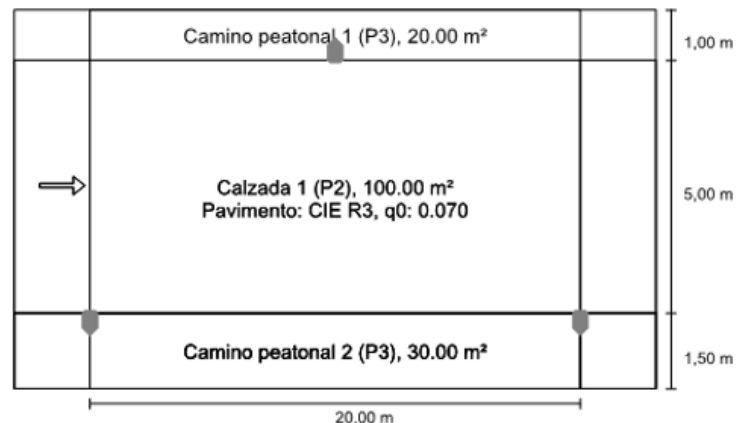 Camino peatonal 1 (P3), 20.00 m²
1,00 m
Calzada 1 (P2), 100.00 m²
Pavimento: CIE R3, q0: 0.070
5,00 m
Camino peatonal 2 (P3), 30.00 m²
1,50 m
20.00 m